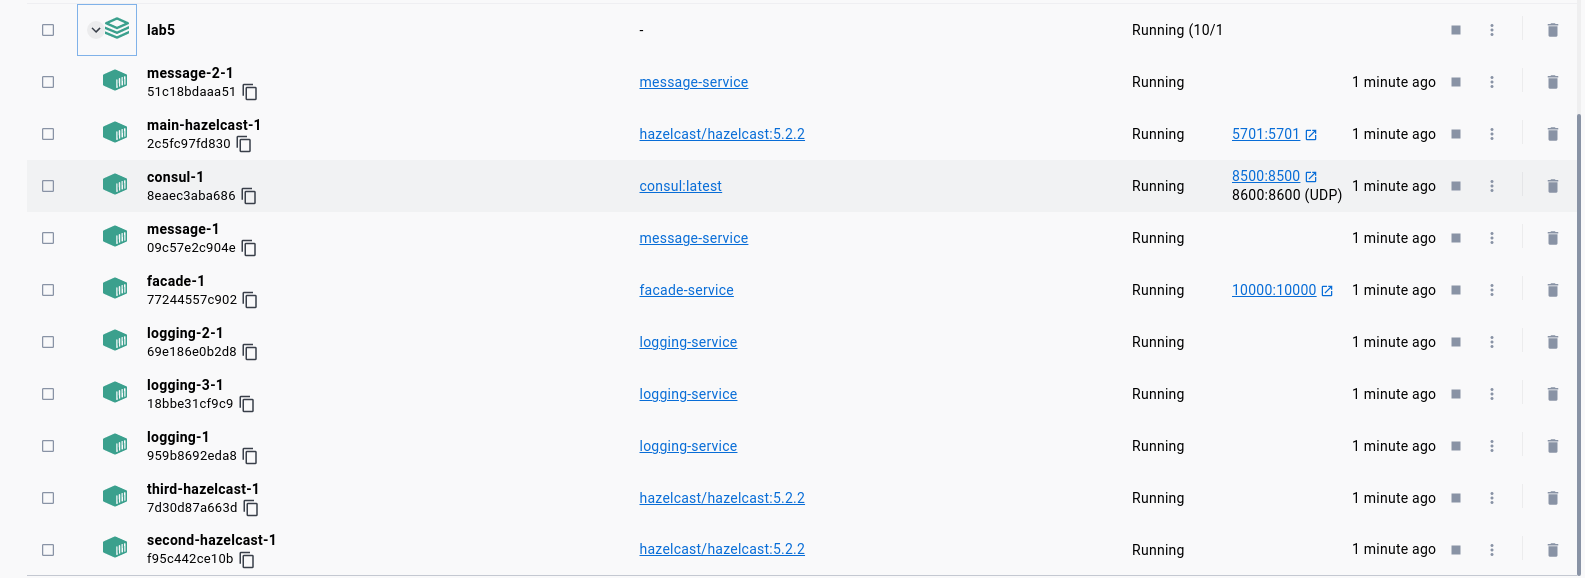 lab5 - Running (10/1
message-2-1 message-service Running 1 minute ago
51c18bdaaa51
main-hazelcast-1 hazelcast/hazelcast:5.2.2 Running 5701:5701 1 minute ago
2c5fc97fd830
consul-1 consul:latest Running 8500:8500 1 minute ago
8eaec3aba686 8600:8600 (UDP)
message-1 message-service Running 1 minute ago
09c57e2c904e
facade-1 facade-service Running 10000:10000 1 minute ago
77244557c902
logging-2-1 logging-service Running 1 minute ago
69e186e0b2d8
logging-3-1 logging-service Running 1 minute ago
18bbe31cf9c9
logging-1 logging-service Running 1 minute ago
959b8692eda8
third-hazelcast-1 hazelcast/hazelcast:5.2.2 Running 1 minute ago
7d30d87a663d
second-hazelcast-1 hazelcast/hazelcast:5.2.2 Running 1 minute ago
f95c442ce10b